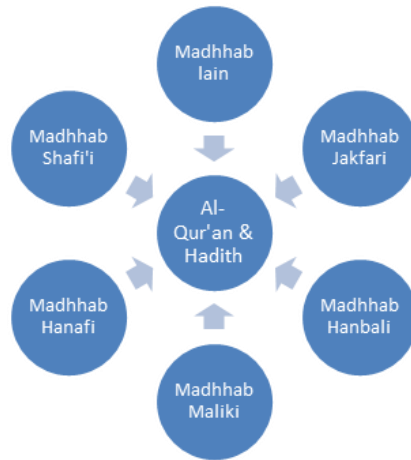 Madhhab
lain
Madhhab
Shafi'i
Madhhab
Jakfari
Al-
Qur'an &
Hadith
Madhhab
Hanafi
Madhhab
Hanbali
Madhhab
Maliki